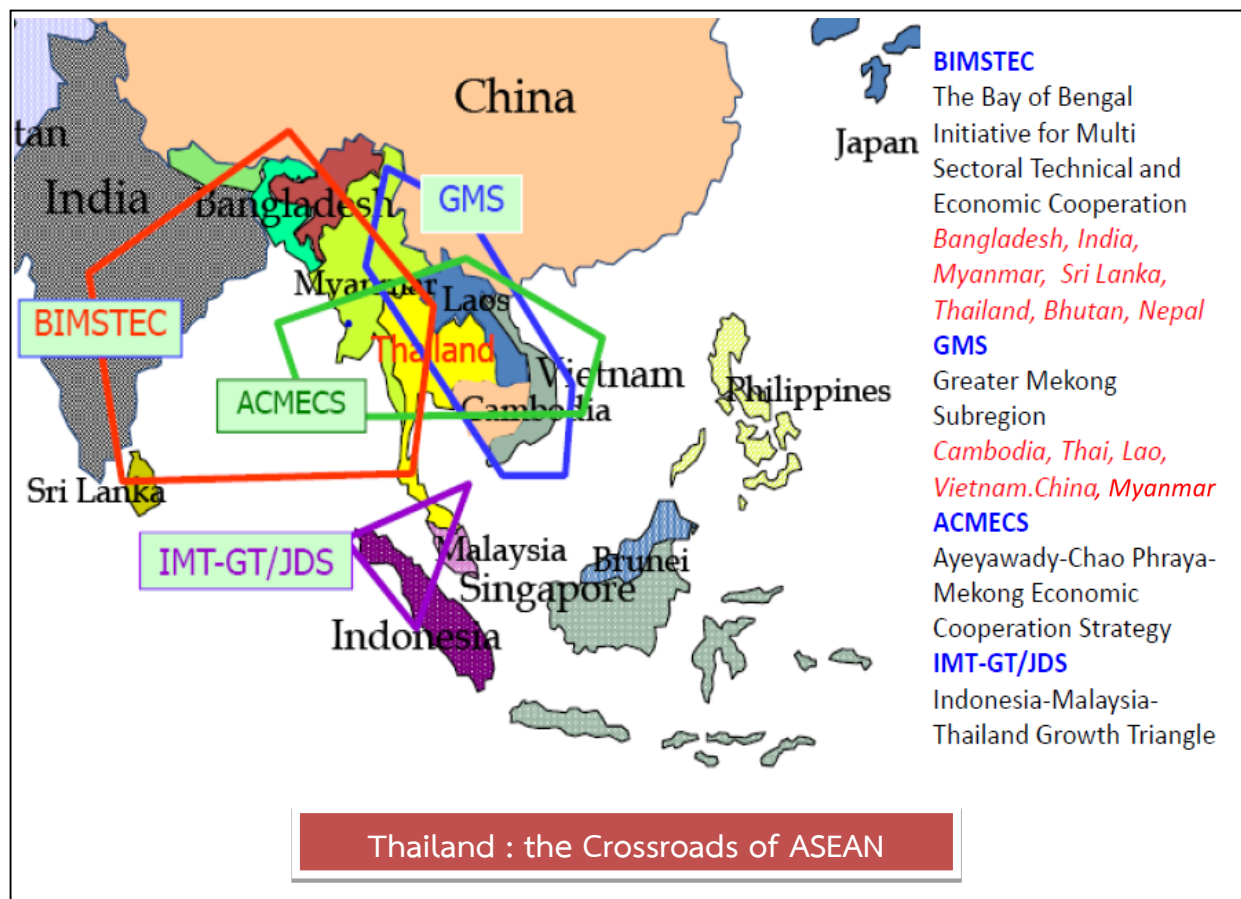 China
Japan
tan
India
Bangladesh
GMS
Myanmar
Laos
BIMSTEC
Thailand
Vietnam
ACMECS
Cambodia
Philippines
Sri Lanka
IMT-GT/JDS
Malaysia
Brunei
Singapore
Indonesia
BIMSTEC
The Bay of Bengal
Initiative for Multi
Sectoral Technical and
Economic Cooperation
Bangladesh, India,
Myanmar, Sri Lanka,
Thailand, Bhutan, Nepal
GMS
Greater Mekong
Subregion
Cambodia, Thai, Lao,
Vietnam.China, Myanmar
ACMECS
Ayeyawady-Chao Phraya-
Mekong Economic
Cooperation Strategy
IMT-GT/JDS
Indonesia-Malaysia-
Thailand Growth Triangle
Thailand : the Crossroads of ASEAN